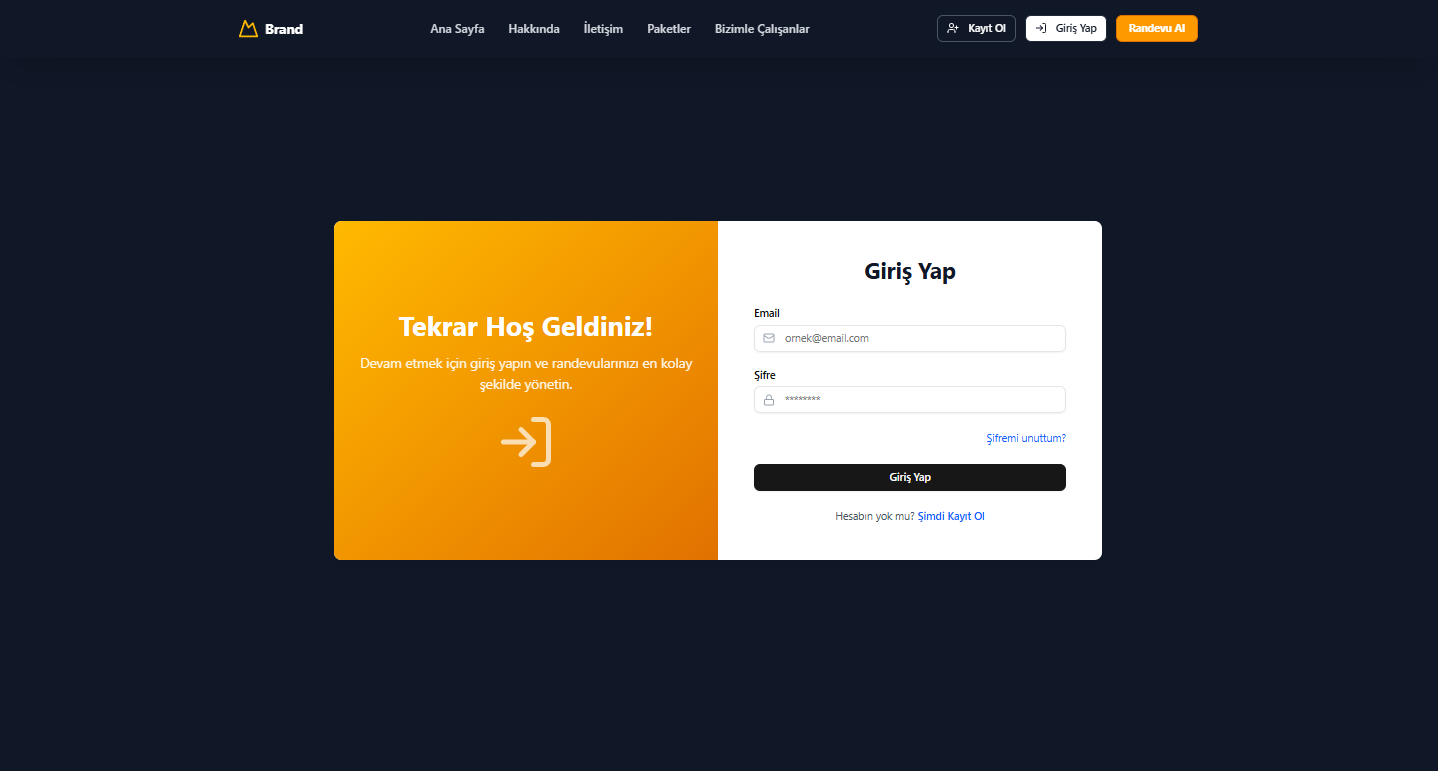 Brand
Ana Sayfa
Hakkında
İletişim
Paketler
Bizimle Çalışanlar
Kayıt Ol
Giriş Yap
Randevu Al
Tekrar Hoş Geldiniz!
Devam etmek için giriş yapın ve randevularınızı en kolay
şekilde yönetin.
Giriş Yap
Email
ornek@email.com
Şifre
********
Şifremi unuttum?
Giriş Yap
Hesabın yok mu? Şimdi Kayıt Ol